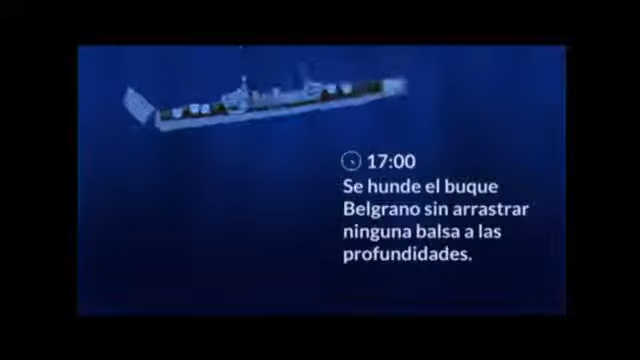 17:00
Se hunde el buque
Belgrano sin arrastrar
ninguna balsa a las
profundidades.